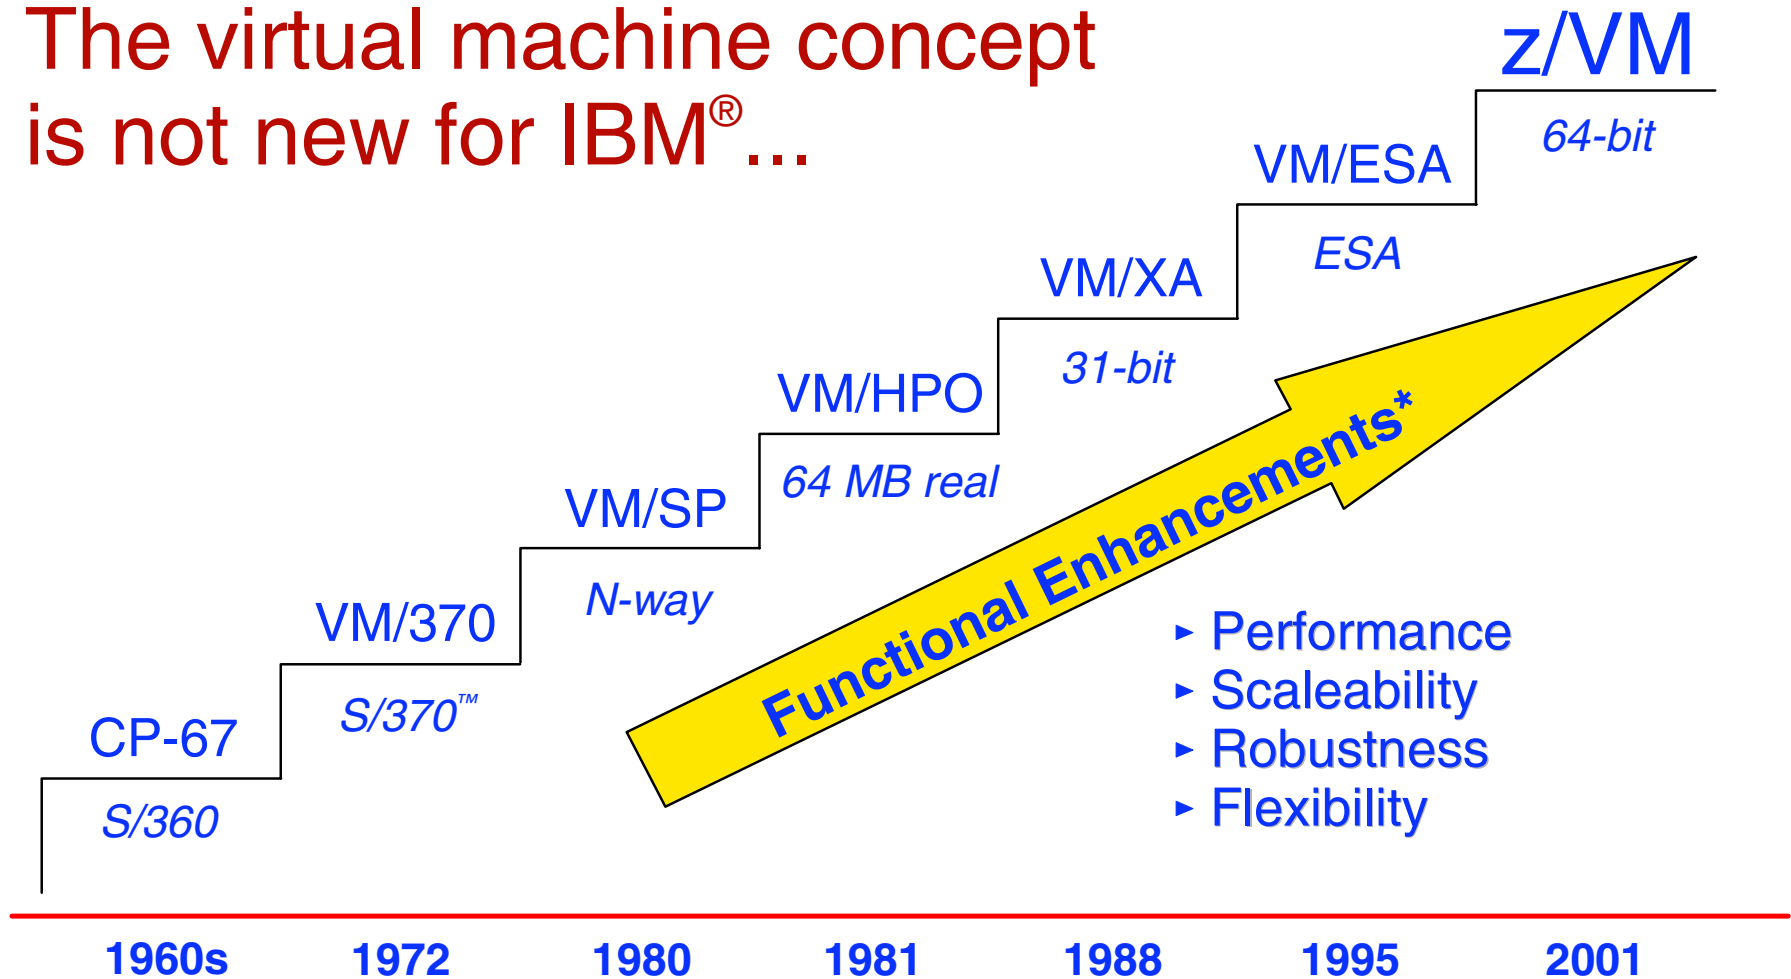 The virtual machine concept
is not new for IBM® ...
z/VM
64-bit
VM/ESA
ESA
VM/XA
31-bit
VM/HPO
64 MB real
VM/SP
N-way
VM/370
S/370™
CP-67
S/360
Functional Enhancements*
► Performance
► Scaleability
► Robustness
► Flexibility
1960s 1972 1980 1981 1988 1995 2001